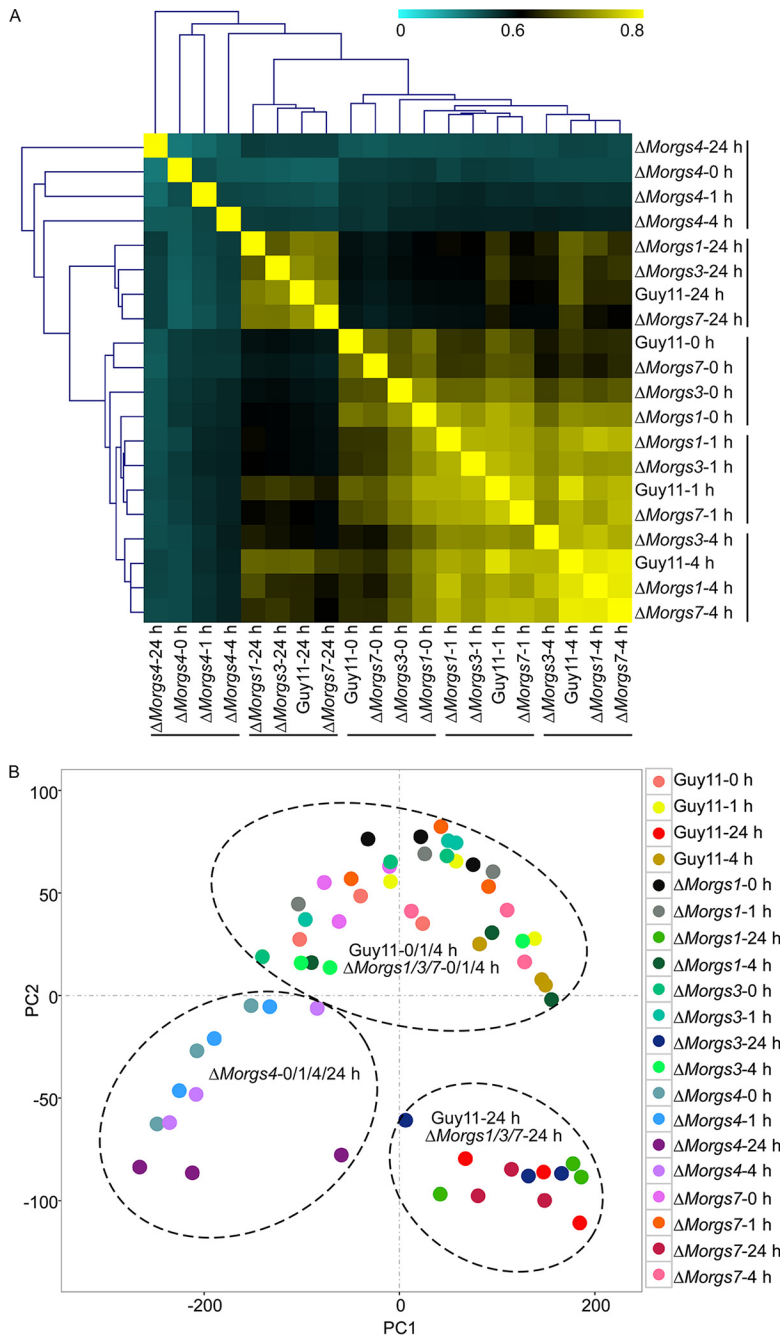 A
0
0.6
0.8
ΔMorgs4-24 h
ΔMorgs4-0 h
ΔMorgs4-1 h
ΔMorgs4-4 h
ΔMorgs1-24 h
ΔMorgs3-24 h
Guy11-24 h
ΔMorgs7-24 h
Guy11-0 h
ΔMorgs7-0 h
ΔMorgs3-0 h
ΔMorgs1-0 h
ΔMorgs1-1 h
ΔMorgs3-1 h
Guy11-1 h
ΔMorgs7-1 h
ΔMorgs3-4 h
Guy11-4 h
ΔMorgs1-4 h
ΔMorgs7-4 h
ΔMorgs4-24 h
ΔMorgs4-0 h
ΔMorgs4-1 h
ΔMorgs4-4 h
ΔMorgs1-24 h
ΔMorgs3-24 h
Guy11-24 h
ΔMorgs7-24 h
Guy11-0 h
ΔMorgs7-0 h
ΔMorgs3-0 h
ΔMorgs1-0 h
ΔMorgs1-1 h
ΔMorgs3-1 h
Guy11-1 h
ΔMorgs7-1 h
ΔMorgs3-4 h
Guy11-4 h
ΔMorgs1-4 h
ΔMorgs7-4 h
B
100
50
0
-50
-100
PC2
Guy11-0/1/4 h
ΔMorgs1/3/7-0/1/4 h
ΔMorgs4-0/1/4/24 h
Guy11-24 h
ΔMorgs1/3/7-24 h
-200
0
200
PC1
Guy11-0 h
Guy11-1 h
Guy11-24 h
Guy11-4 h
ΔMorgs1-0 h
ΔMorgs1-1 h
ΔMorgs1-24 h
ΔMorgs1-4 h
ΔMorgs3-0 h
ΔMorgs3-1 h
ΔMorgs3-24 h
ΔMorgs3-4 h
ΔMorgs4-0 h
ΔMorgs4-1 h
ΔMorgs4-24 h
ΔMorgs4-4 h
ΔMorgs7-0 h
ΔMorgs7-1 h
ΔMorgs7-24 h
ΔMorgs7-4 h